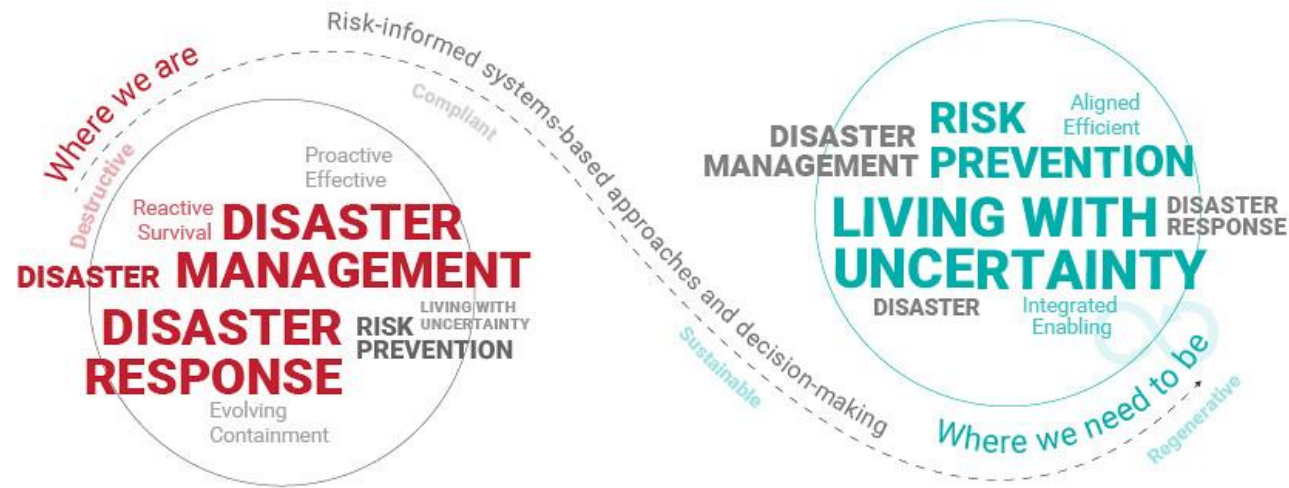 Where we are
Destructive
Risk-informed systems-based approaches and decision-making
Compliant
Proactive
Effective
Reactive
Survival
DISASTER
MANAGEMENT
DISASTER
DISASTER
RESPONSE
RISK
PREVENTION
LIVING WITH
UNCERTAINTY
Evolving
Containment
Sustainable
DISASTER
MANAGEMENT
RISK
PREVENTION
Aligned
Efficient
LIVING WITH
UNCERTAINTY
DISASTER
RESPONSE
DISASTER
Integrated
Enabling
Where we need to be
Regenerative